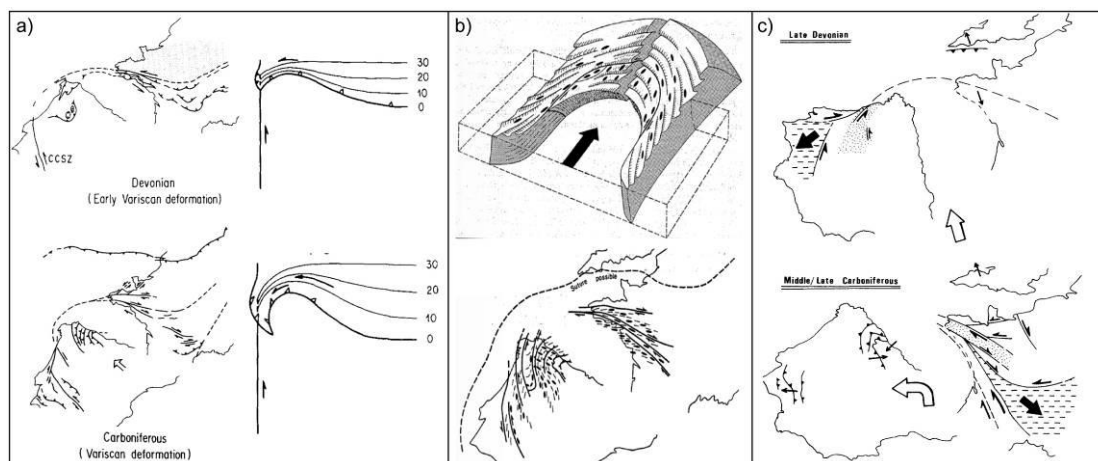 a)
30
20
10
0
CCSZ
Devonian
(Early Variscan deformation)
30
20
10
0
Carboniferous
(Variscan deformation)
b)
Suture possible
c)
Late Devonian
Middle/Late Carboniferous